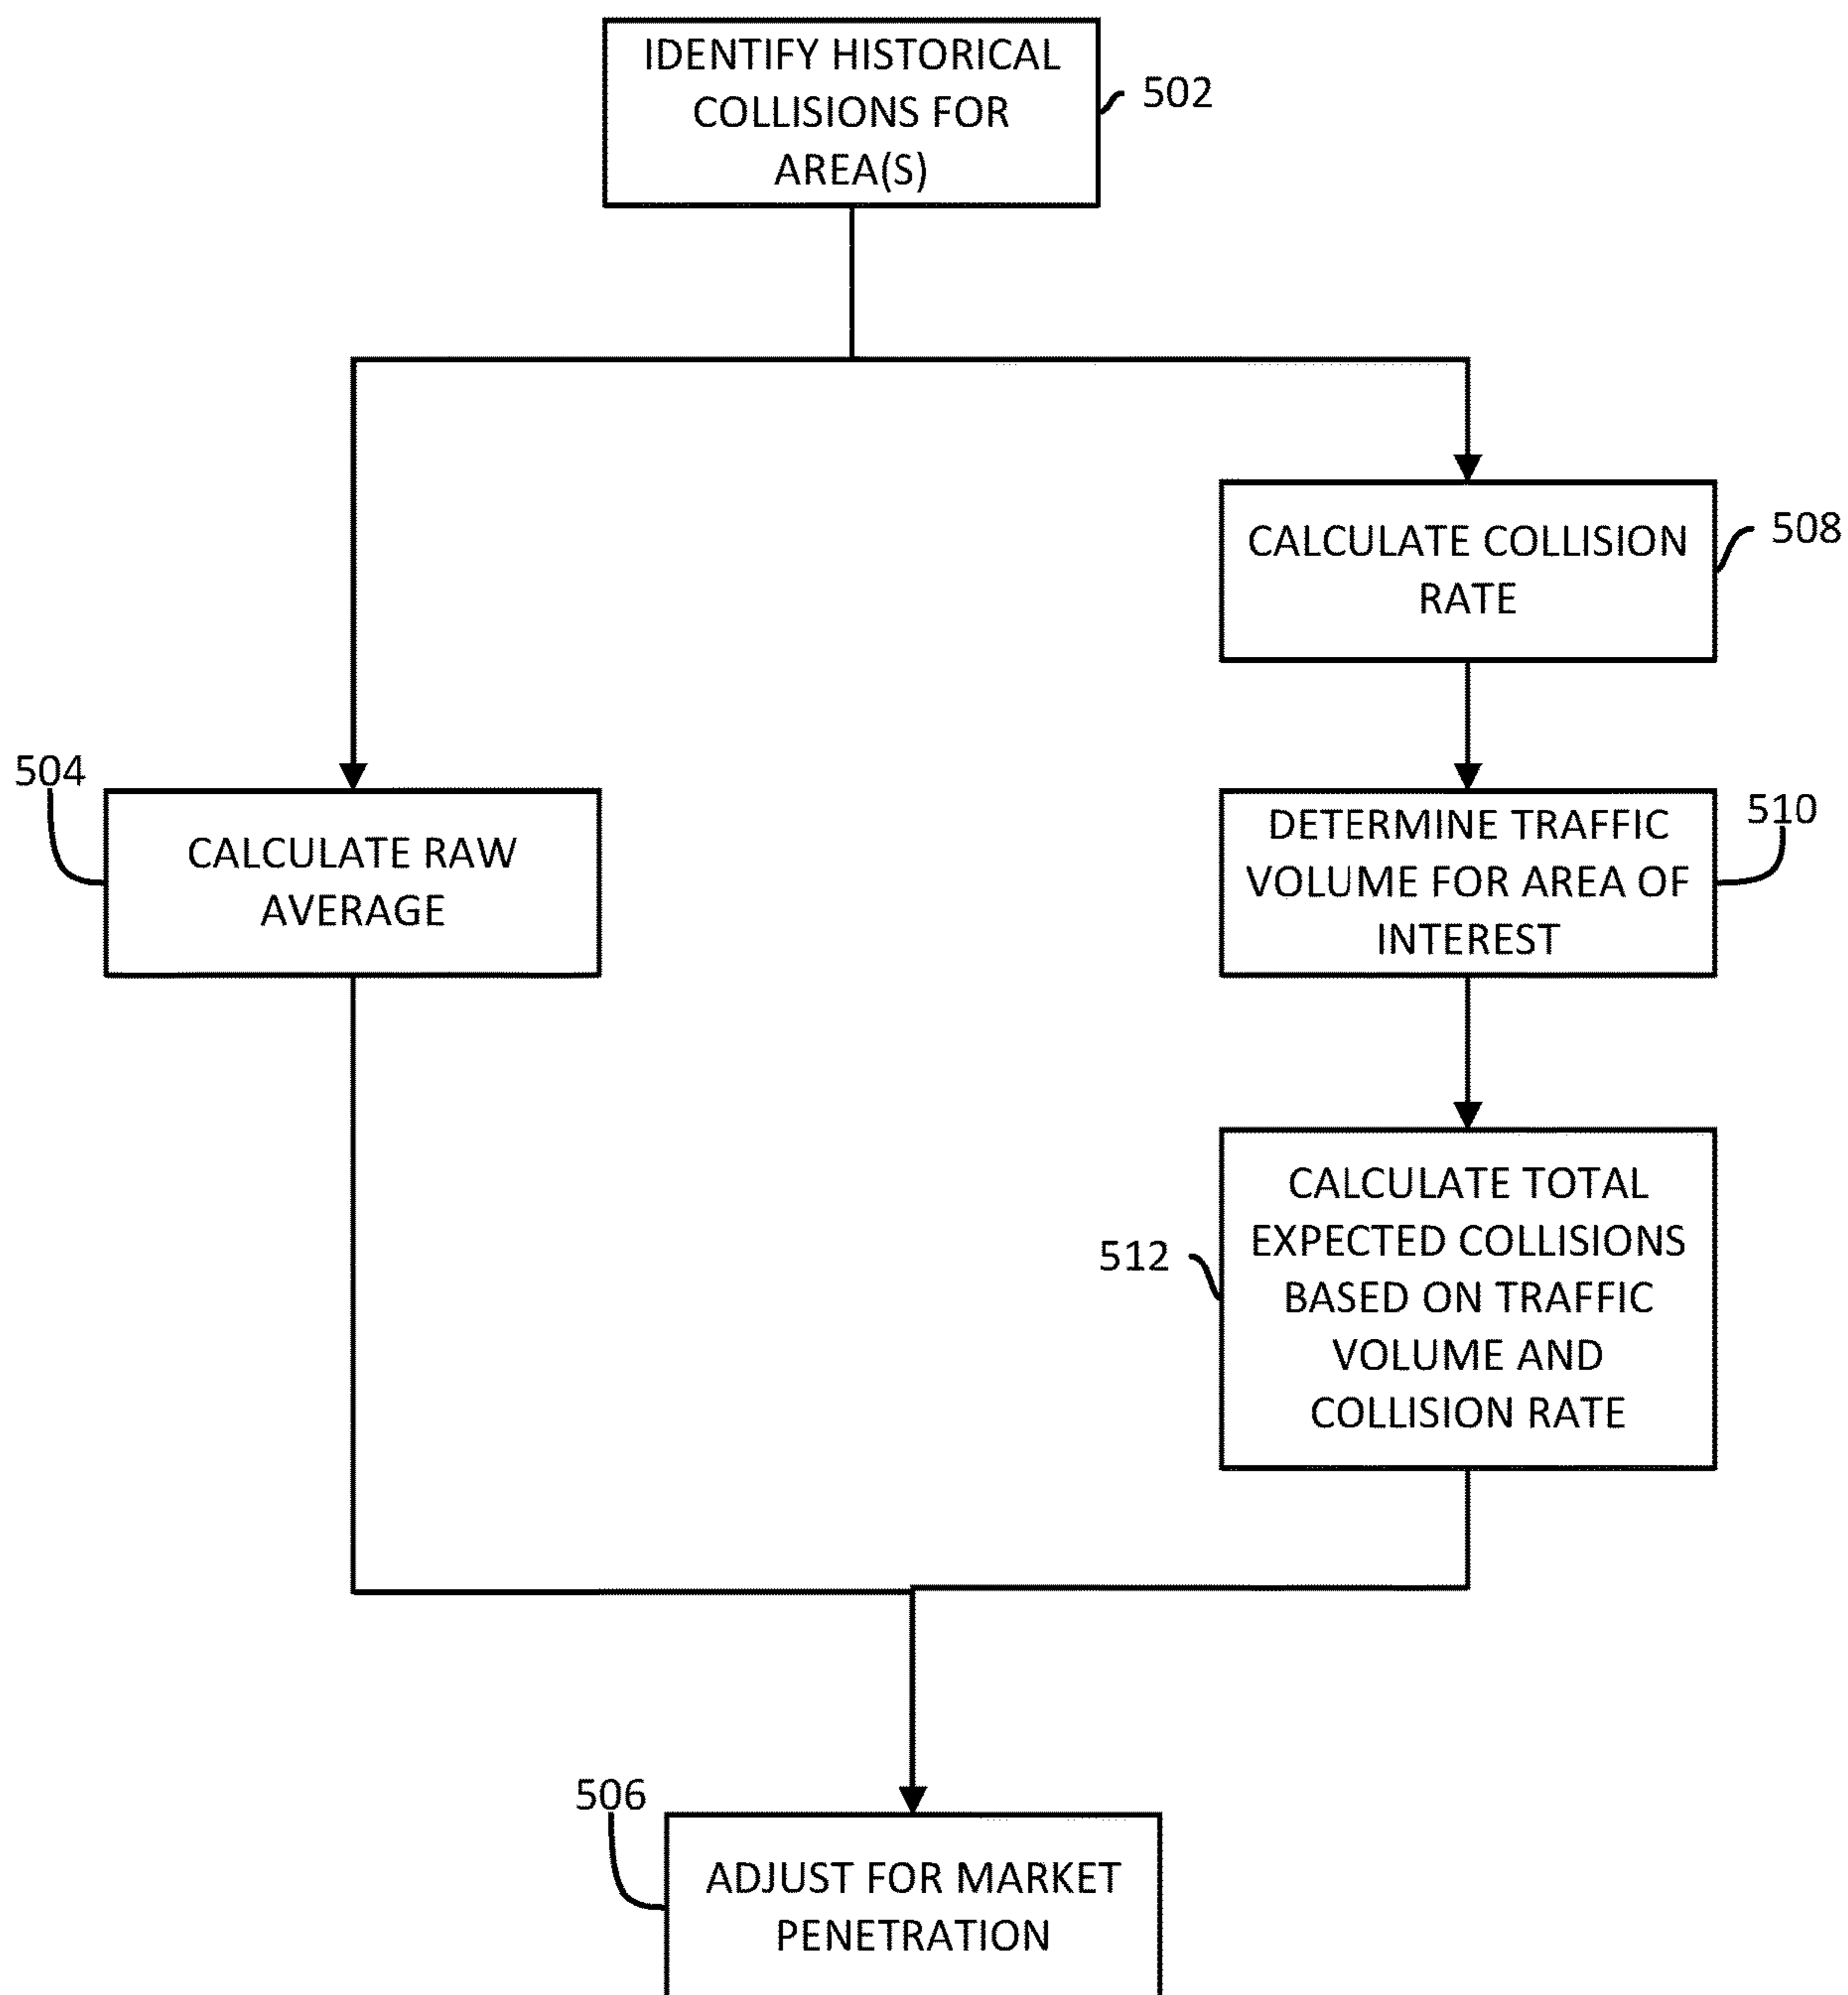 IDENTIFY HISTORICAL
COLLISIONS FOR
AREA(S)
502
CALCULATE COLLISION
RATE
508
504
CALCULATE RAW
AVERAGE
DETERMINE TRAFFIC
VOLUME FOR AREA OF
INTEREST
510
CALCULATE TOTAL
EXPECTED COLLISIONS
BASED ON TRAFFIC
VOLUME AND
COLLISION RATE
512
506
ADJUST FOR MARKET
PENETRATION